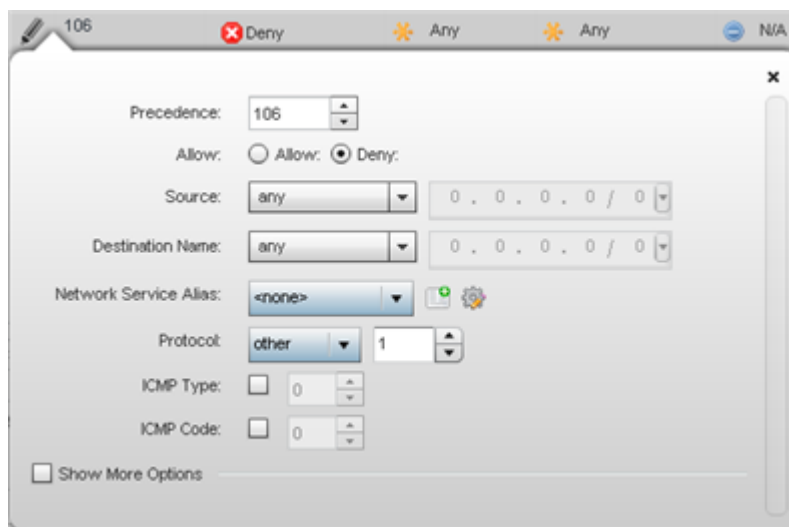 106 Deny Any Any N/A
Precedence: 106
Allow: Allow: Deny:
Source: any 0 . 0 . 0 . 0 / 0
Destination Name: any 0 . 0 . 0 . 0 / 0
Network Service Alias: <none>
Protocol: other 1
ICMP Type: 0
ICMP Code: 0
Show More Options